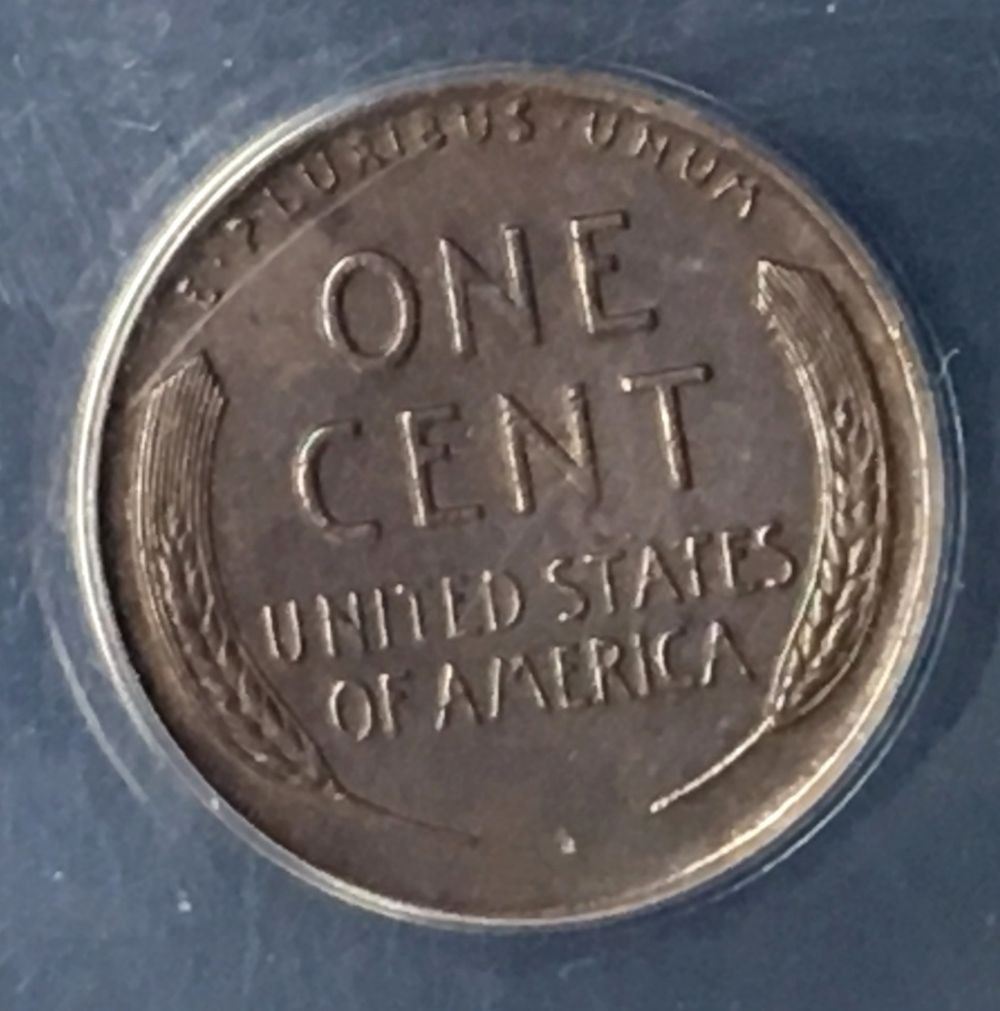 E · PLURIBUS · UNUM
ONE
CENT
UNITED STATES
OF AMERICA